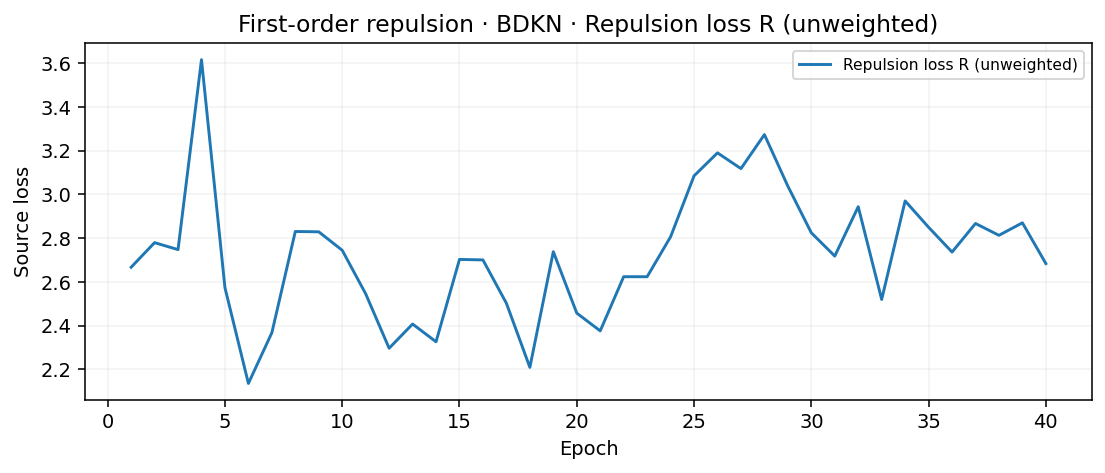 First-order repulsion · BDKN · Repulsion loss R (unweighted)
Repulsion loss R (unweighted)
Source loss
3.6
3.4
3.2
3.0
2.8
2.6
2.4
2.2
0 5 10 15 20 25 30 35 40
Epoch